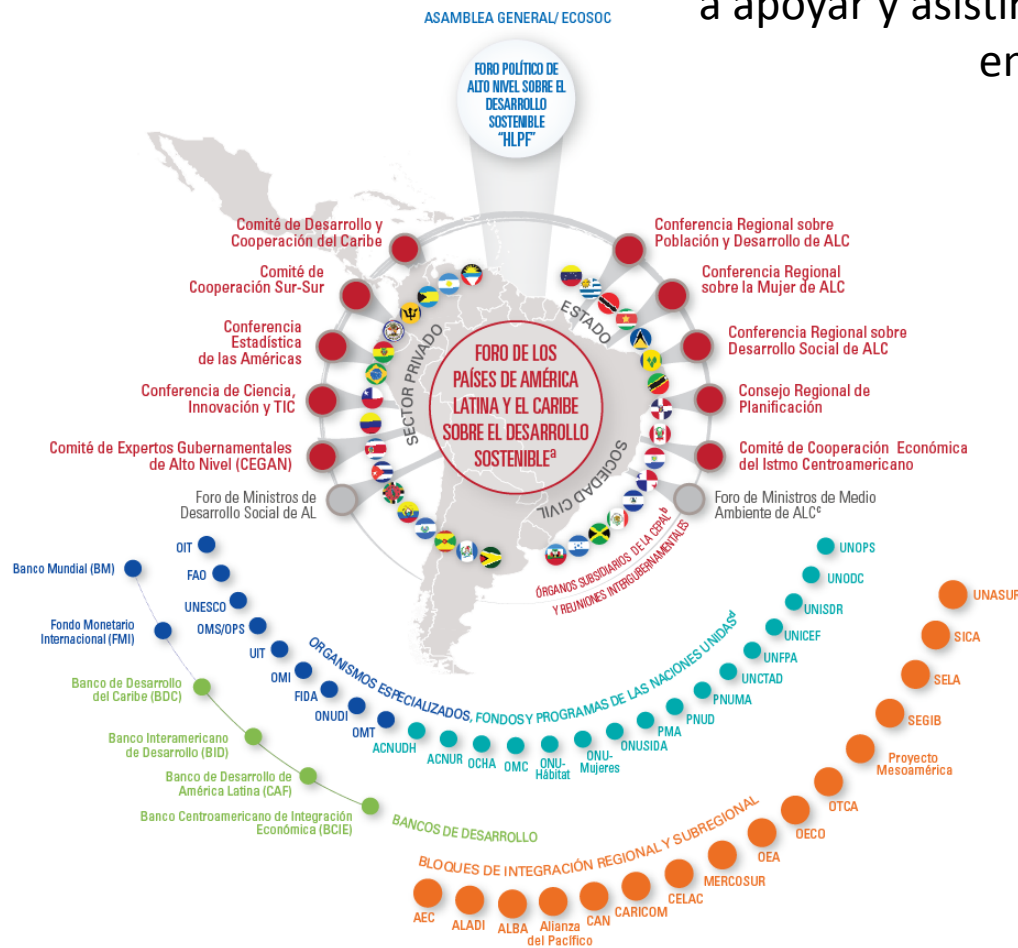 a apoyar y asistir
en
ASAMBLEA GENERAL/ ECOSOC
FORO POLÍTICO DE
ALTO NIVEL SOBRE EL
DESARROLLO
SOSTENIBLE
"HLPF"
Comité de Desarrollo y
Cooperación del Caribe
Comité de
Cooperación Sur-Sur
Conferencia
Estadística
de las Américas
Conferencia de Ciencia,
Innovación y TIC
Comité de Expertos Gubernamentales
de Alto Nivel (CEGAN)
Foro de Ministros de
Desarrollo Social de AL
Conferencia Regional sobre
Población y Desarrollo de ALC
Conferencia Regional
sobre la Mujer de ALC
Conferencia Regional sobre
Desarrollo Social de ALC
Consejo Regional de
Planificación
Comité de Cooperación Económica
del Istmo Centroamericano
Foro de Ministros de Medio
Ambiente de ALCᶜ
SECTOR PRIVADO
ESTADO
SOCIEDAD CIVIL
FORO DE LOS
PAÍSES DE AMÉRICA
LATINA Y EL CARIBE
SOBRE EL DESARROLLO
SOSTENIBLEª
ÓRGANOS SUBSIDIARIOS DE LA CEPALᵇ
Y REUNIONES INTERGUBERNAMENTALES
OIT
FAO
UNESCO
OMS/OPS
UIT
OMI
FIDA
ONUDI
OMT
ACNUDH
ACNUR
OCHA
OMC
ONU-
Hábitat
ONU-
Mujeres
ONUSIDA
PMA
PNUD
PNUMA
UNCTAD
UNFPA
UNICEF
UNISDR
UNODC
UNOPS
ORGANISMOS ESPECIALIZADOS, FONDOS Y PROGRAMAS DE LAS NACIONES UNIDASᵈ
Banco Mundial (BM)
Fondo Monetario
Internacional (FMI)
Banco de Desarrollo
del Caribe (BDC)
Banco Interamericano
de Desarrollo (BID)
Banco de Desarrollo de
América Latina (CAF)
Banco Centroamericano de Integración
Económica (BCIE)
BANCOS DE DESARROLLO
BLOQUES DE INTEGRACIÓN REGIONAL Y SUBREGIONAL
AEC
ALADI
ALBA
Alianza
del Pacífico
CAN
CARICOM
CELAC
MERCOSUR
OEA
OECO
OTCA
Proyecto
Mesoamérica
SEGIB
SELA
SICA
UNASUR